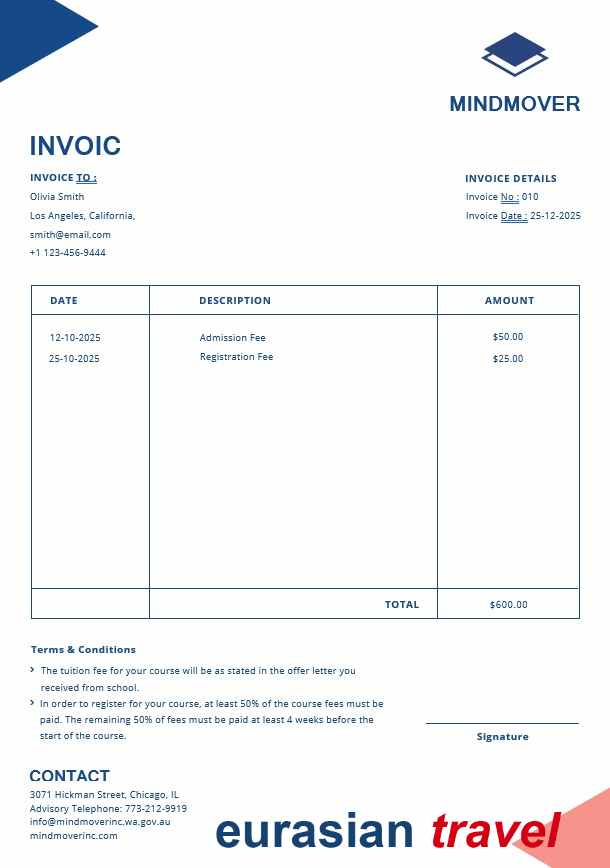 MINDMOVER
INVOIC
INVOICE TO :
Olivia Smith
Los Angeles, California,
smith@email.com
+1 123-456-9444
INVOICE DETAILS
Invoice No : 010
Invoice Date : 25-12-2025
DATE DESCRIPTION AMOUNT
12-10-2025 Admission Fee $50.00
25-10-2025 Registration Fee $25.00
TOTAL $600.00
Terms & Conditions
› The tuition fee for your course will be as stated in the offer letter you
received from school.
› In order to register for your course, at least 50% of the course fees must be
paid. The remaining 50% of fees must be paid at least 4 weeks before the
start of the course.
Signature
CONTACT
3071 Hickman Street, Chicago, IL
Advisory Telephone: 773-212-9919
info@mindmoverinc.wa.gov.au
mindmoverinc.com
eurasian travel